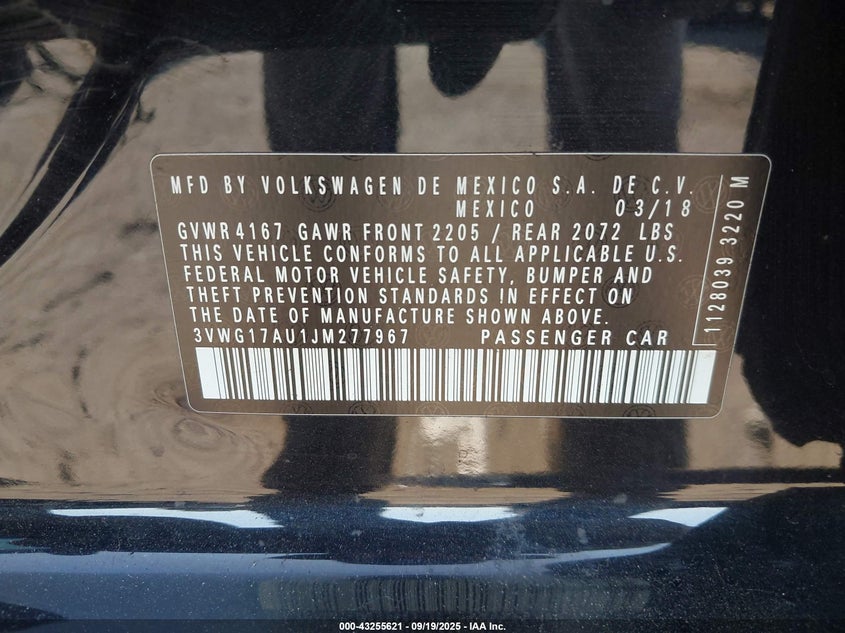 MFD BY VOLKSWAGEN DE MEXICO S.A. DE C.V.
MEXICO 03/18
GVWR 4167 GAWR FRONT 2205 / REAR 2072 LBS
THIS VEHICLE CONFORMS TO ALL APPLICABLE U.S.
FEDERAL MOTOR VEHICLE SAFETY, BUMPER AND
THEFT PREVENTION STANDARDS IN EFFECT ON
THE DATE OF MANUFACTURE SHOWN ABOVE.
3VWG17AU1JM277967 PASSENGER CAR
1128039 3220 M
000-43255621 - 09/19/2025 - IAA Inc.